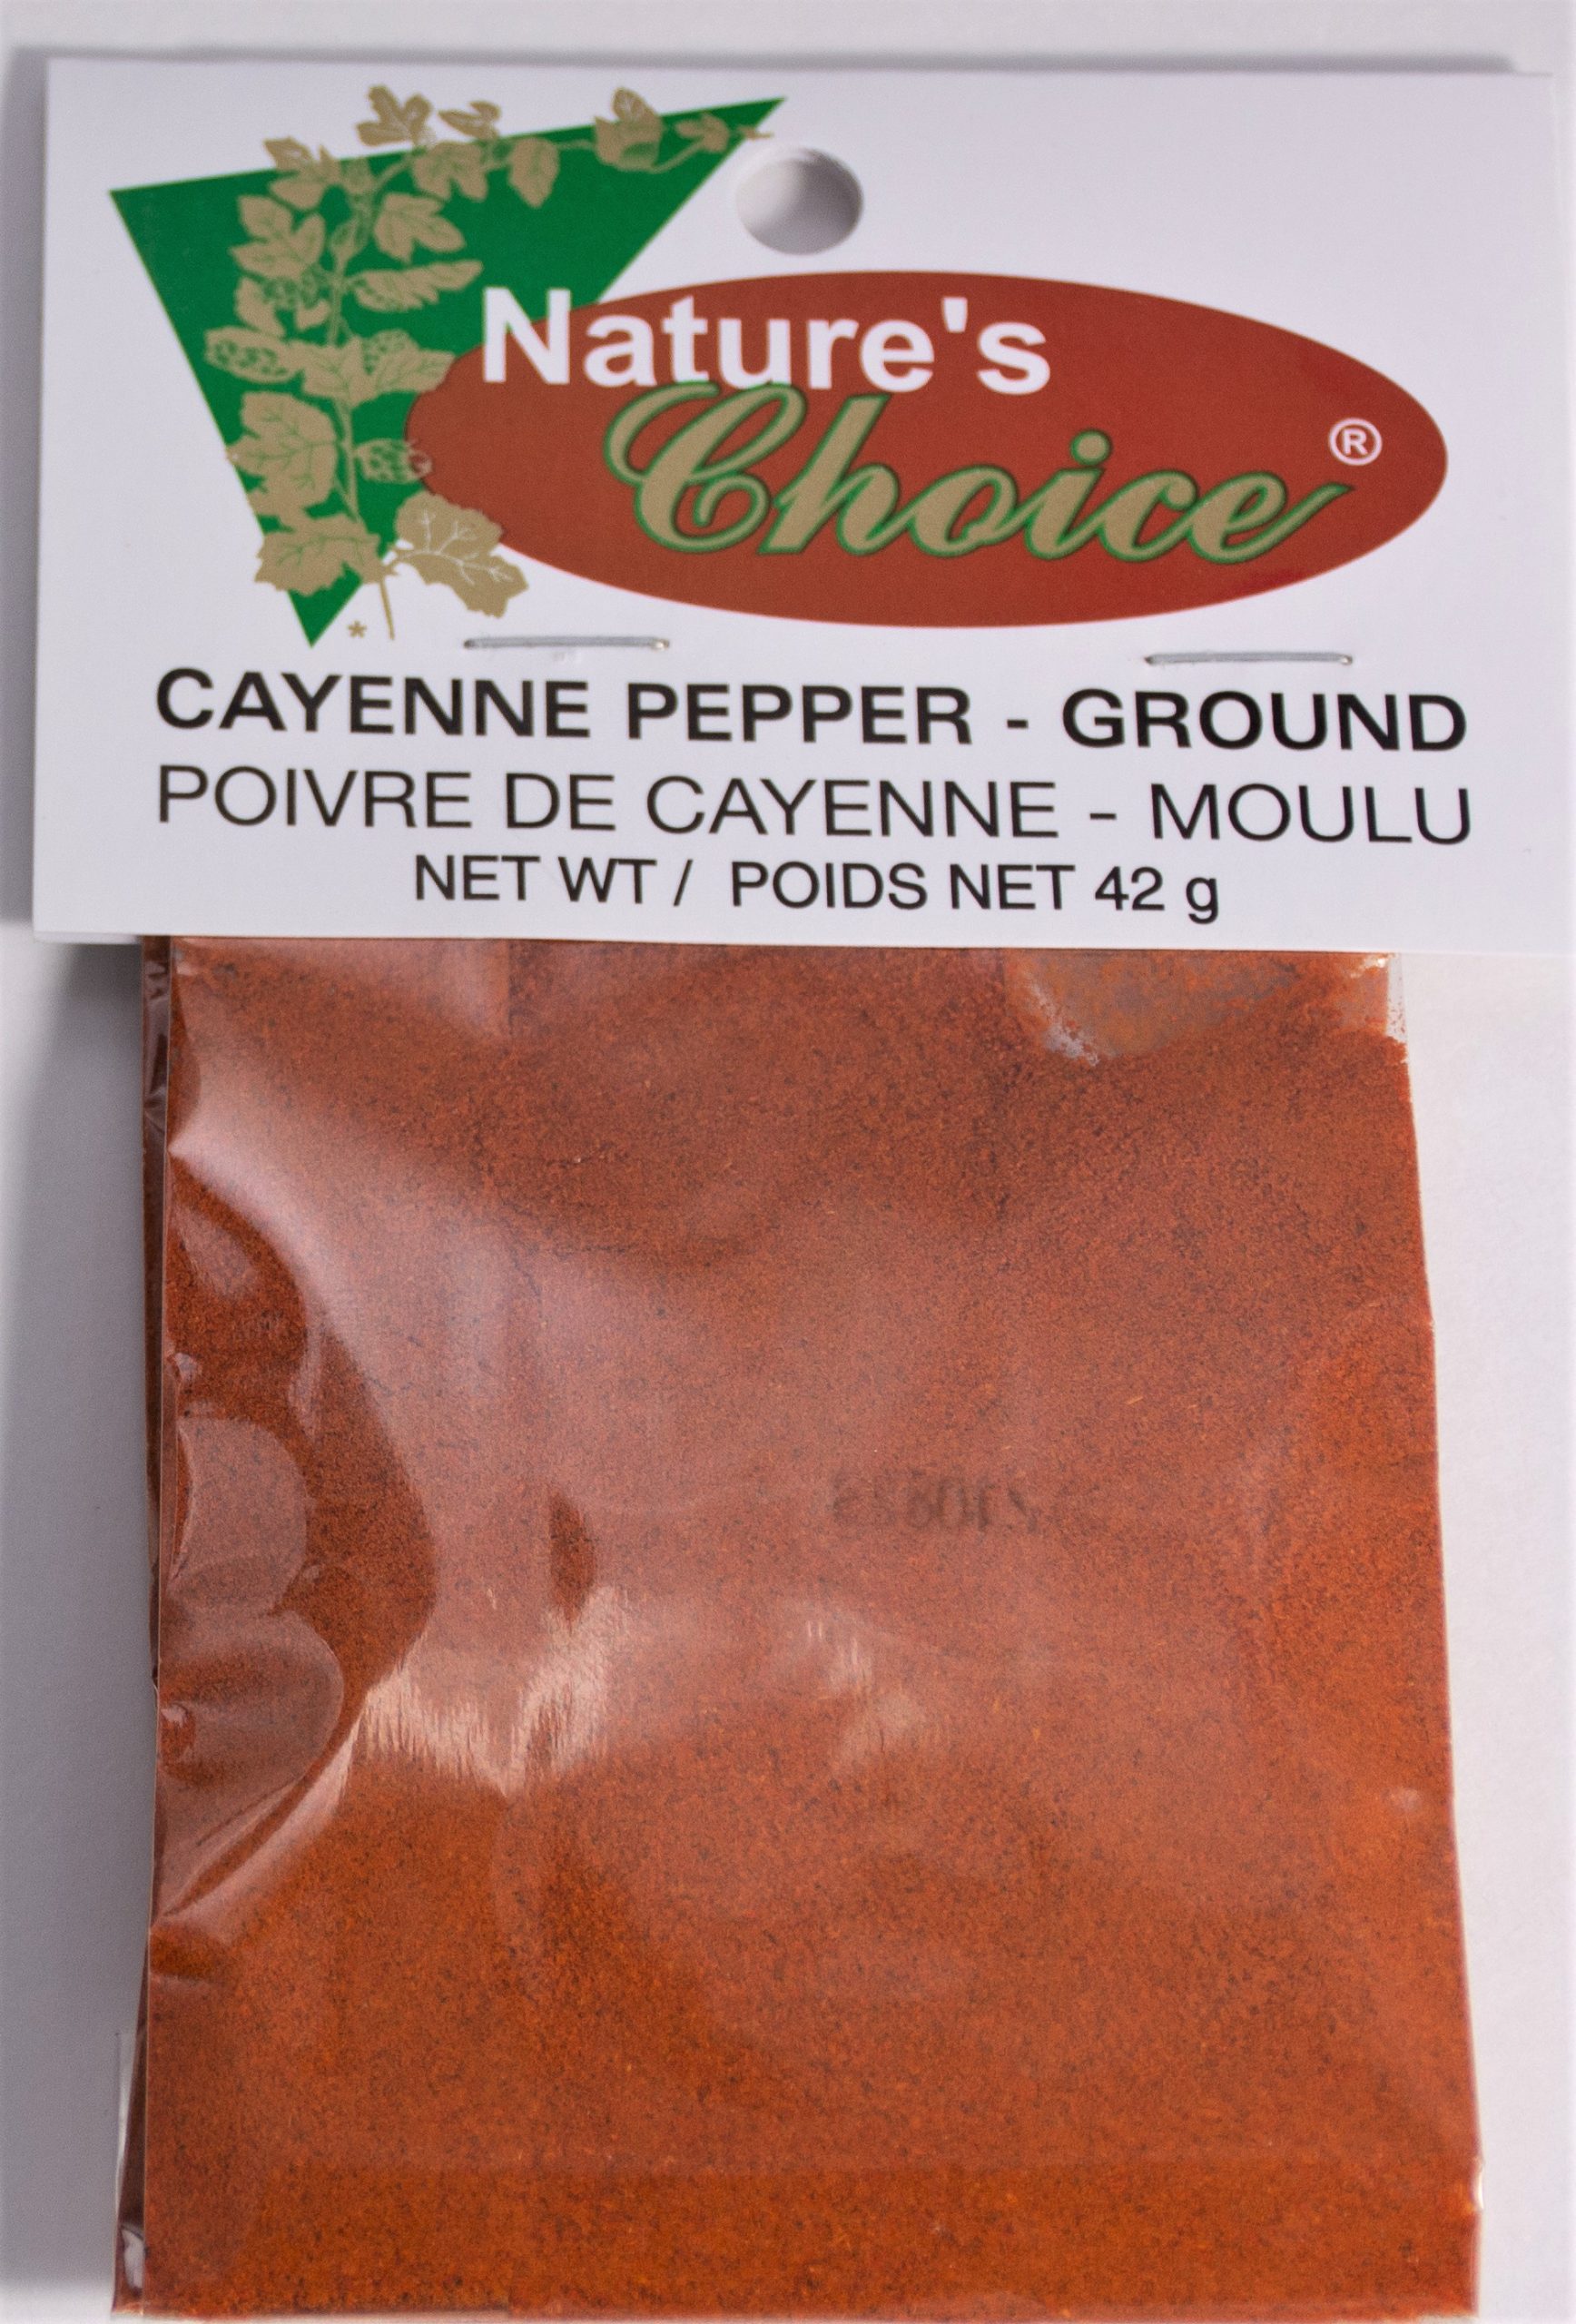 Nature's
Choice ®
*
CAYENNE PEPPER - GROUND
POIVRE DE CAYENNE - MOULU
NET WT / POIDS NET 42 g